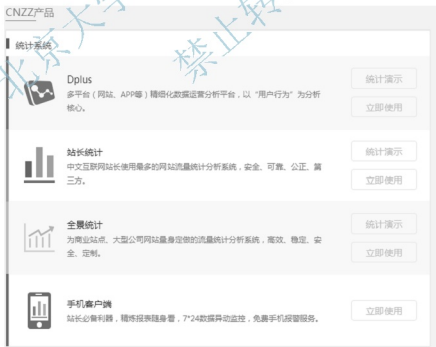 CNZZ产品
统计系统
Dplus
多平台（网站、APP等）精细化数据运营分析平台，以“用户行为”为分析
核心。
统计演示
立即使用
站长统计
中文互联网站长使用最多的网站流量统计分析系统，安全、可靠、公正、第
三方。
统计演示
立即使用
全景统计
为商业站点、大型公司网站量身定做的流量统计分析系统，高效、稳定、安
全、定制。
统计演示
立即使用
手机客户端
站长必备利器，精炼报表随身看，7*24数据异动监控，免费手机报警服务。
立即使用
北京大学
禁止转